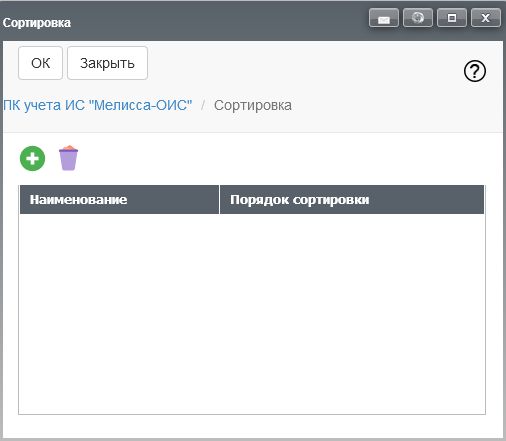 Сортировка
ОК Закрыть
ПК учета ИС "Мелисса-ОИС" / Сортировка
Наименование Порядок сортировки